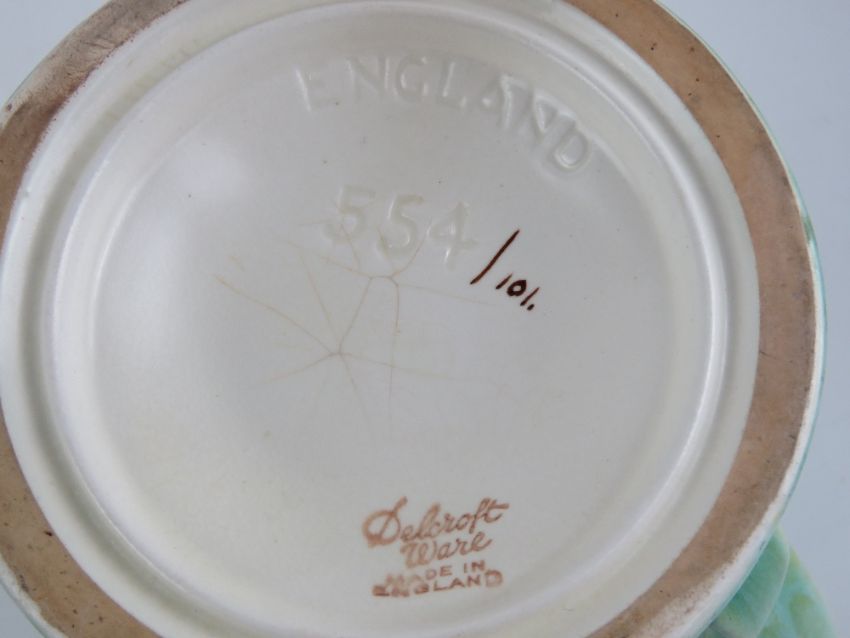 ENGLAND
554/101.
Delcroft
Ware
MADE IN
ENGLAND